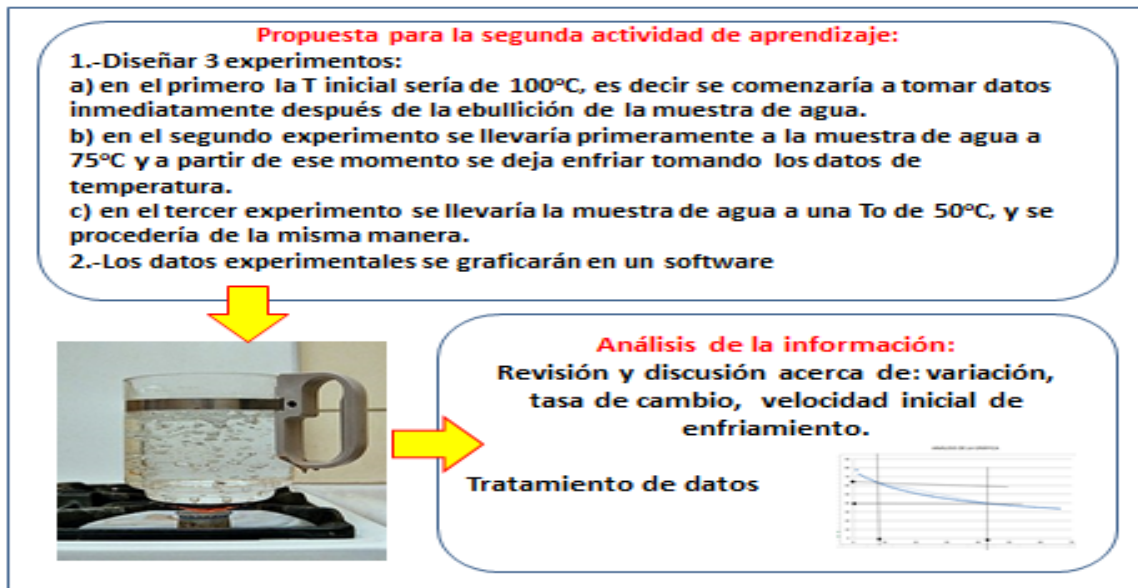 Propuesta para la segunda actividad de aprendizaje:
1.-Diseñar 3 experimentos:
a) en el primero la T inicial sería de 100°C, es decir se comenzaría a tomar datos
inmediatamente después de la ebullición de la muestra de agua.
b) en el segundo experimento se llevaría primeramente a la muestra de agua a
75°C y a partir de ese momento se deja enfriar tomando los datos de
temperatura.
c) en el tercer experimento se llevaría la muestra de agua a una To de 50°C, y se
procedería de la misma manera.
2.-Los datos experimentales se graficarán en un software
Análisis de la información:
Revisión y discusión acerca de: variación,
tasa de cambio, velocidad inicial de
enfriamiento.
Tratamiento de datos